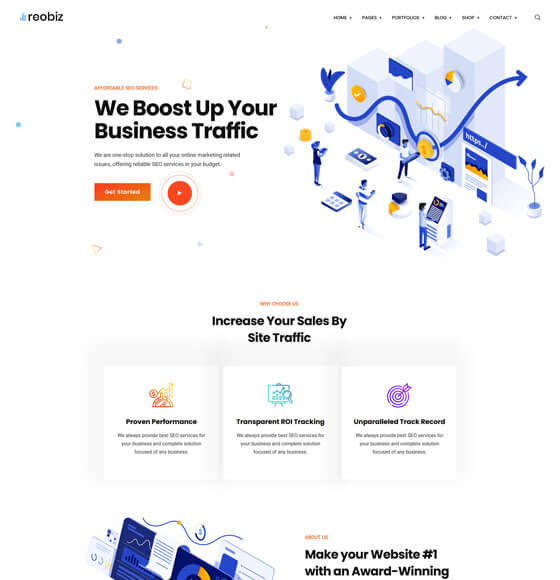 reobiz
HOME + PAGES + PORTFOLIOS + BLOG + SHOP + CONTACT +
AFFORDABLE SEO SERVICES
We Boost Up Your
Business Traffic
We are one-stop solution to all your online marketing related
issues, offering reliable SEO services in your budget.
Get Started
https../
WHY CHOOSE US
Increase Your Sales By
Site Traffic
Proven Performance
We always provide best SEO services for
your business and complete solution
focused of any business.
Transparent ROI Tracking
We always provide best SEO services for
your business and complete solution
focused of any business.
Unparalleled Track Record
We always provide best SEO services for
your business and complete solution
focused of any business.
ABOUT US
Make your Website #1
with an Award-Winning